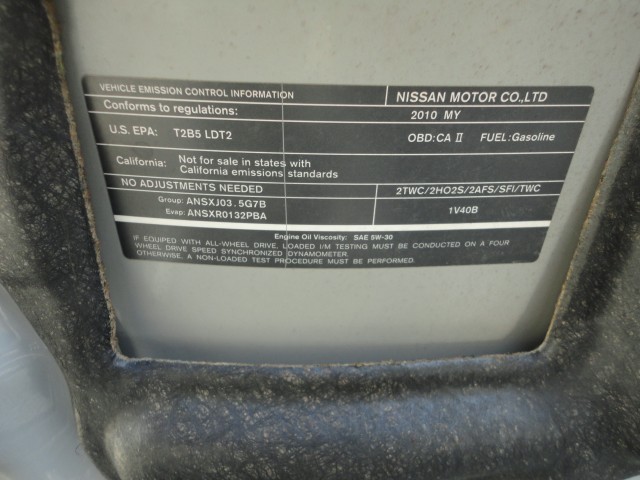 VEHICLE EMISSION CONTROL INFORMATION NISSAN MOTOR CO.,LTD
Conforms to regulations: 2010 MY
U.S. EPA: T2B5 LDT2 OBD:CA II FUEL:Gasoline
California: Not for sale in states with
California emissions standards
NO ADJUSTMENTS NEEDED 2TWC/2HO2S/2AFS/SFI/TWC
Group: ANSXJ03.5G7B 1V40B
Evap: ANSXR0132PBA
Engine Oil Viscosity: SAE 5W-30
IF EQUIPED WITH ALL-WHEEL DRIVE, LOADED I/M TESTING MUST BE CONDUCTED ON A FOUR
WHEEL DRIVE SPEED SYNCHRONIZED DYNAMOMETER.
OTHERWISE, A NON-LOADED TEST PROCEDURE MUST BE PERFORMED.